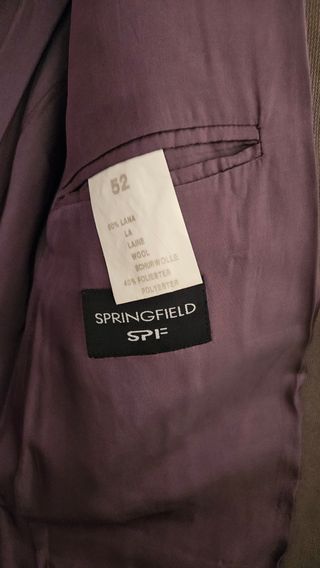 52
60% LANA
LA
LAINE
WOOL
SCHURWOLLE
40% POLIESTER
POLYESTER
SPRINGFIELD
SPF